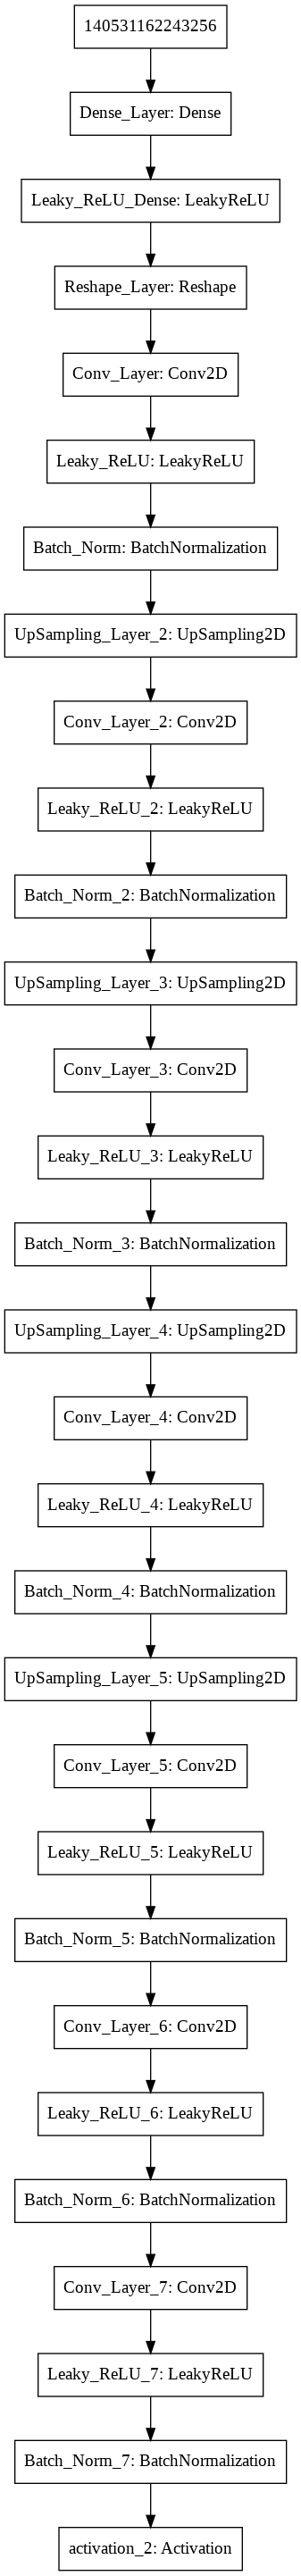 140531162243256
Dense_Layer: Dense
Leaky_ReLU_Dense: LeakyReLU
Reshape_Layer: Reshape
Conv_Layer: Conv2D
Leaky_ReLU: LeakyReLU
Batch_Norm: BatchNormalization
UpSampling_Layer_2: UpSampling2D
Conv_Layer_2: Conv2D
Leaky_ReLU_2: LeakyReLU
Batch_Norm_2: BatchNormalization
UpSampling_Layer_3: UpSampling2D
Conv_Layer_3: Conv2D
Leaky_ReLU_3: LeakyReLU
Batch_Norm_3: BatchNormalization
UpSampling_Layer_4: UpSampling2D
Conv_Layer_4: Conv2D
Leaky_ReLU_4: LeakyReLU
Batch_Norm_4: BatchNormalization
UpSampling_Layer_5: UpSampling2D
Conv_Layer_5: Conv2D
Leaky_ReLU_5: LeakyReLU
Batch_Norm_5: BatchNormalization
Conv_Layer_6: Conv2D
Leaky_ReLU_6: LeakyReLU
Batch_Norm_6: BatchNormalization
Conv_Layer_7: Conv2D
Leaky_ReLU_7: LeakyReLU
Batch_Norm_7: BatchNormalization
activation_2: Activation